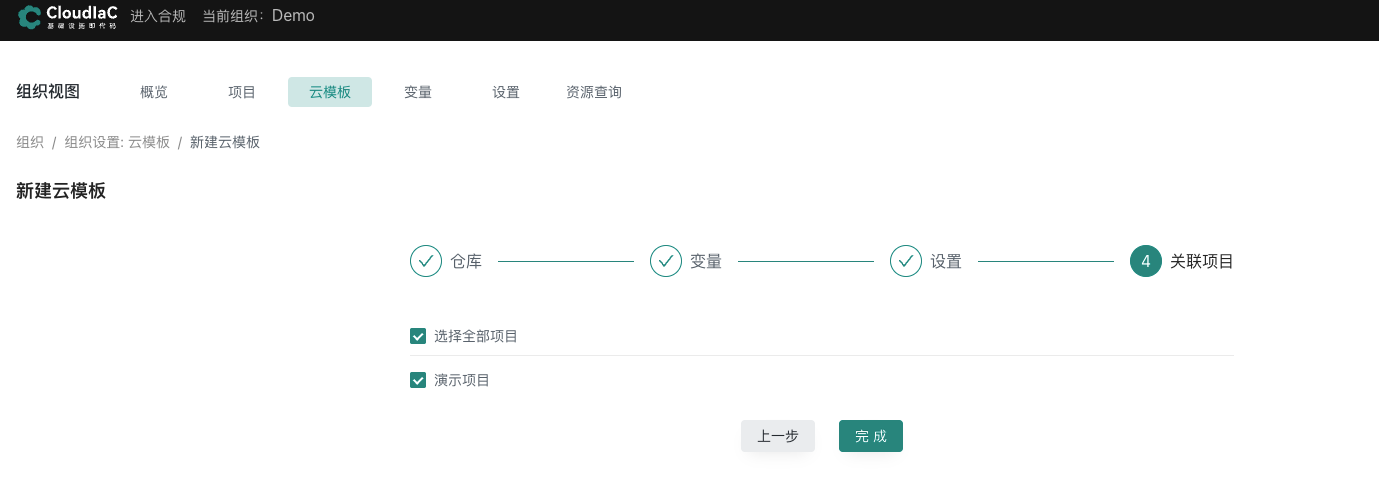 CloudIaC 进入合规 当前组织：Demo
基础设施即代码
组织视图 概览 项目 云模板 变量 设置 资源查询
组织 / 组织设置: 云模板 / 新建云模板
新建云模板
仓库 变量 设置 4 关联项目
选择全部项目
演示项目
上一步 完 成